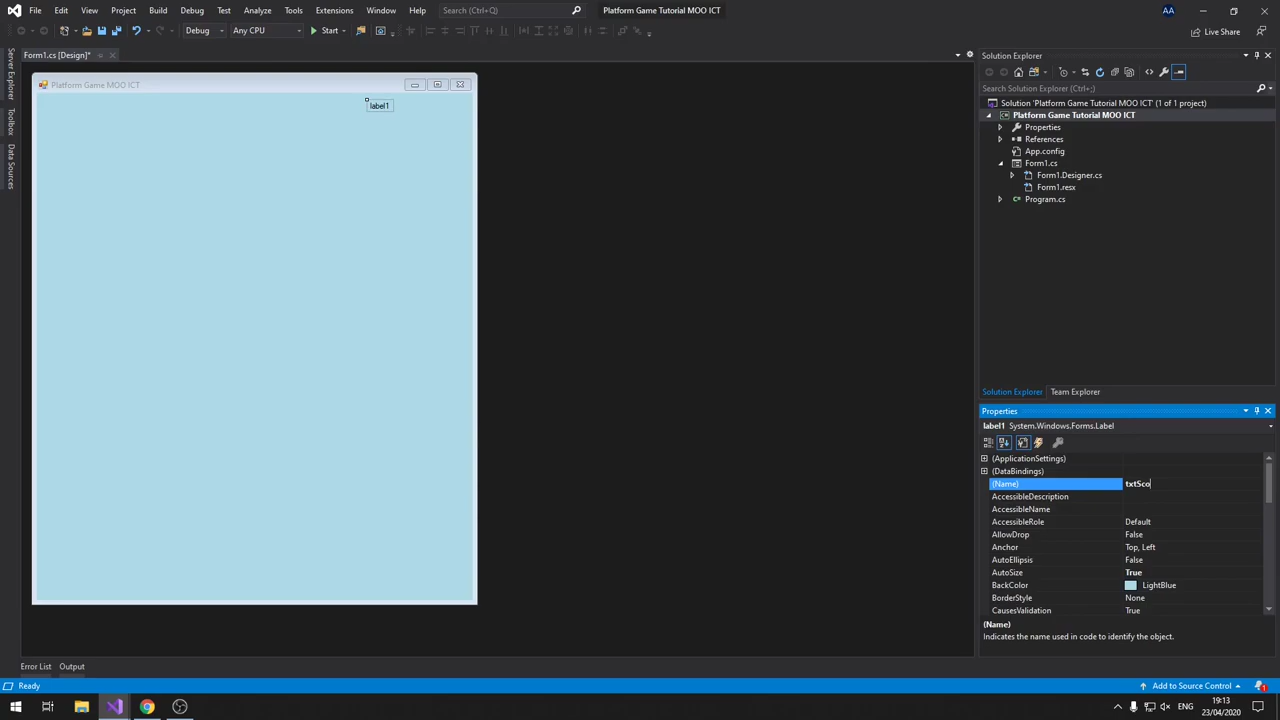 File Edit View Project Build Debug Test Analyze Tools Extensions Window Help Search (Ctrl+Q) Platform Game Tutorial MOO ICT AA
Debug Any CPU Start Live Share
Server Explorer
Toolbox
Data Sources
Form1.cs [Design]*
Platform Game MOO ICT
label1
Solution Explorer
Search Solution Explorer (Ctrl+;)
Solution 'Platform Game Tutorial MOO ICT' (1 of 1 project)
Platform Game Tutorial MOO ICT
Properties
References
App.config
Form1.cs
Form1.Designer.cs
Form1.resx
Program.cs
Solution Explorer Team Explorer
Properties
label1 System.Windows.Forms.Label
(ApplicationSettings)
(DataBindings)
(Name) txtSco
AccessibleDescription
AccessibleName
AccessibleRole Default
AllowDrop False
Anchor Top, Left
AutoEllipsis False
AutoSize True
BackColor LightBlue
BorderStyle None
CausesValidation True
(Name)
Indicates the name used in code to identify the object.
Error List Output
Ready Add to Source Control 1
ENG 19:13
23/04/2020